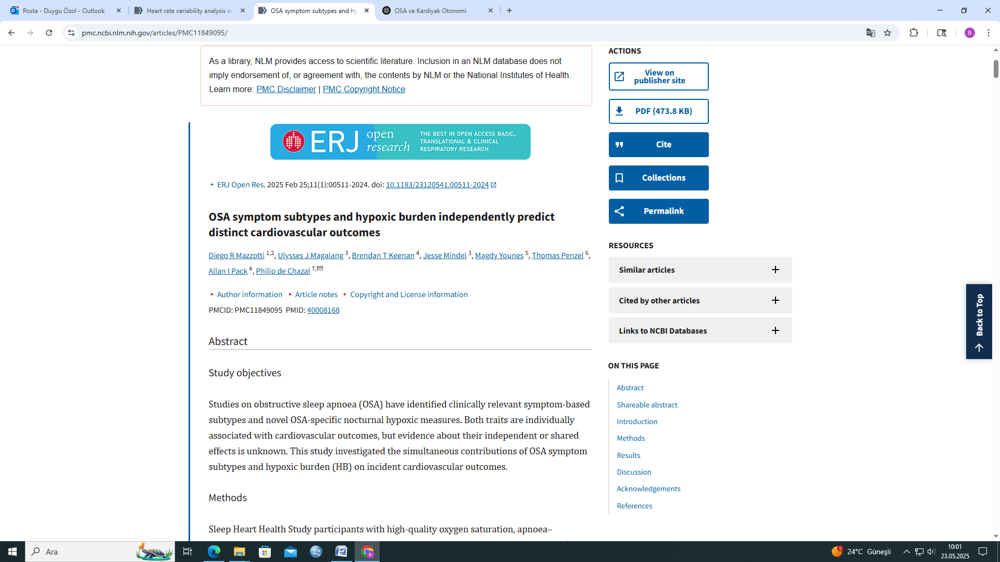 Posta - Duygu Özol - Outlook
Heart rate variability analysis in
OSA symptom subtypes and hy
OSA ve Kardiyak Otonomi
pmc.ncbi.nlm.nih.gov/articles/PMC11849095/
B
As a library, NLM provides access to scientific literature. Inclusion in an NLM database does not
imply endorsement of, or agreement with, the contents by NLM or the National Institutes of Health.
Learn more: PMC Disclaimer | PMC Copyright Notice
ERJ open research
THE BEST IN OPEN ACCESS BASIC,
TRANSLATIONAL & CLINICAL
RESPIRATORY RESEARCH
ERJ Open Res. 2025 Feb 25;11(1):00511-2024. doi: 10.1183/23120541.00511-2024
OSA symptom subtypes and hypoxic burden independently predict
distinct cardiovascular outcomes
Diego R Mazzotti 1,2, Ulysses J Magalang 3, Brendan T Keenan 4, Jesse Mindel 3, Magdy Younes 5, Thomas Penzel 6,
Allan I Pack 4, Philip de Chazal 7,
Author information Article notes Copyright and License information
PMCID: PMC11849095 PMID: 40008168
Abstract
Study objectives
Studies on obstructive sleep apnoea (OSA) have identified clinically relevant symptom-based
subtypes and novel OSA-specific nocturnal hypoxic measures. Both traits are individually
associated with cardiovascular outcomes, but evidence about their independent or shared
effects is unknown. This study investigated the simultaneous contributions of OSA symptom
subtypes and hypoxic burden (HB) on incident cardiovascular outcomes.
Methods
Sleep Heart Health Study participants with high-quality oxygen saturation, apnoea–
ACTIONS
View on
publisher site
PDF (473.8 KB)
Cite
Collections
Permalink
RESOURCES
Similar articles
Cited by other articles
Links to NCBI Databases
ON THIS PAGE
Abstract
Shareable abstract
Introduction
Methods
Results
Discussion
Acknowledgements
References
Back to Top
Ara
B
1
24°C Güneşli
10:01
23.05.2025